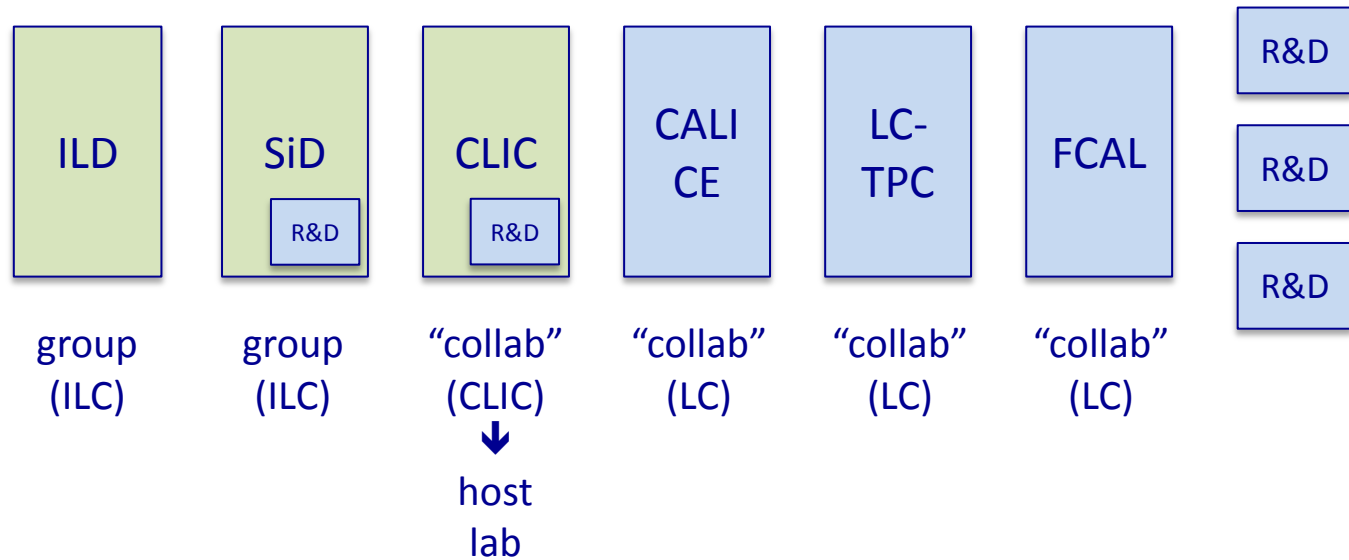 ILD
SiD
R&D
CLIC
R&D
CALI
CE
LC-
TPC
FCAL
R&D
R&D
R&D
group
(ILC)
group
(ILC)
“collab”
(CLIC)
🡻
host
lab
“collab”
(LC)
“collab”
(LC)
“collab”
(LC)